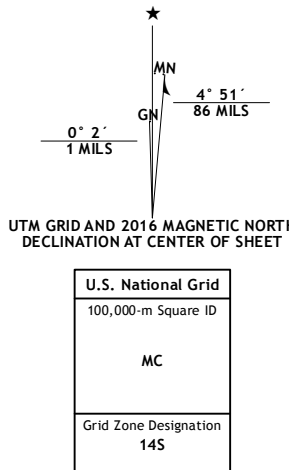 ★
MN
GN
4° 51´
86 MILS
0° 2´
1 MILS
UTM GRID AND 2016 MAGNETIC NORTH
DECLINATION AT CENTER OF SHEET
U.S. National Grid
100,000-m Square ID
MC
Grid Zone Designation
14S